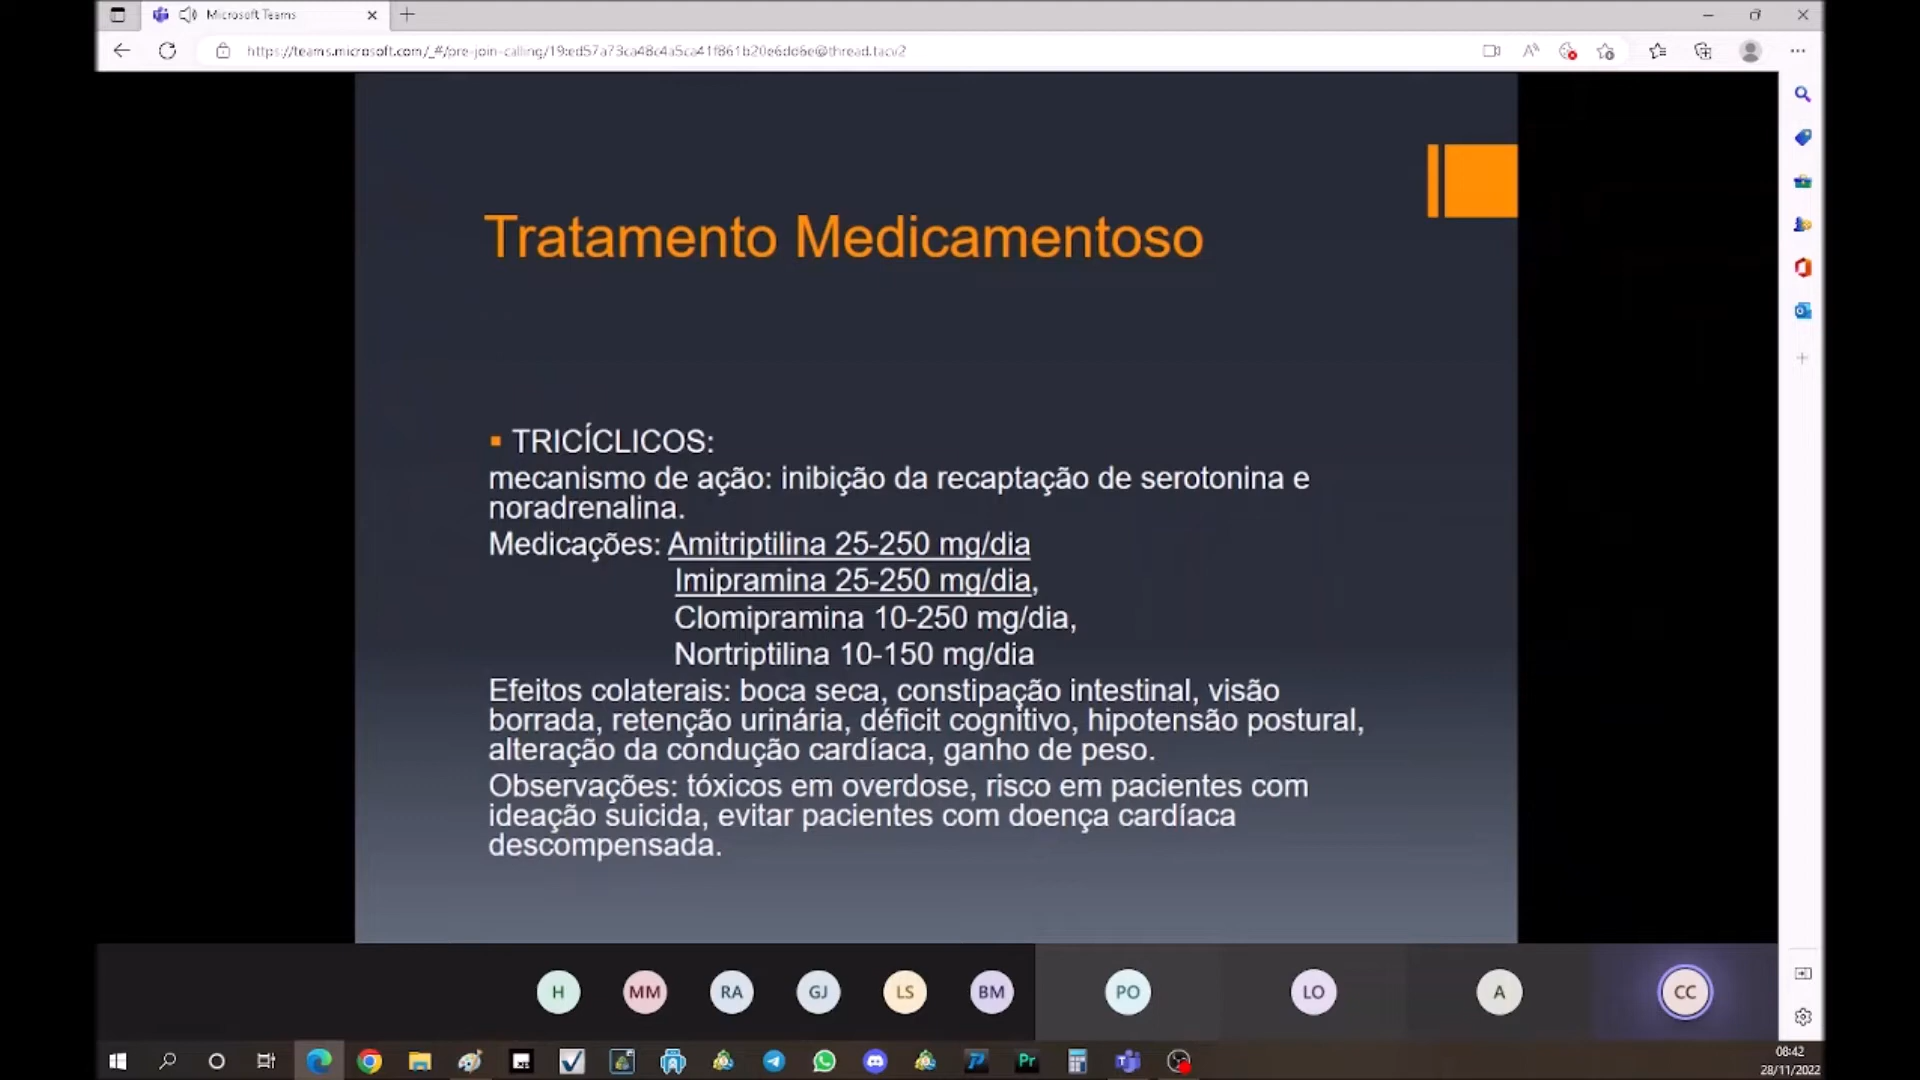 Microsoft Teams
Tratamento Medicamentoso
TRICÍCLICOS:
mecanismo de ação: inibição da recaptação de serotonina e
noradrenalina.
Medicações: Amitriptilina 25-250 mg/dia
Imipramina 25-250 mg/dia,
Clomipramina 10-250 mg/dia,
Nortriptilina 10-150 mg/dia
Efeitos colaterais: boca seca, constipação intestinal, visão
borrada, retenção urinária, déficit cognitivo, hipotensão postural,
alteração da condução cardíaca, ganho de peso.
Observações: tóxicos em overdose, risco em pacientes com
ideação suicida, evitar pacientes com doença cardíaca
descompensada.
H MM RA GJ LS BM PO LO A CC
Pr
08:42
28/11/2022